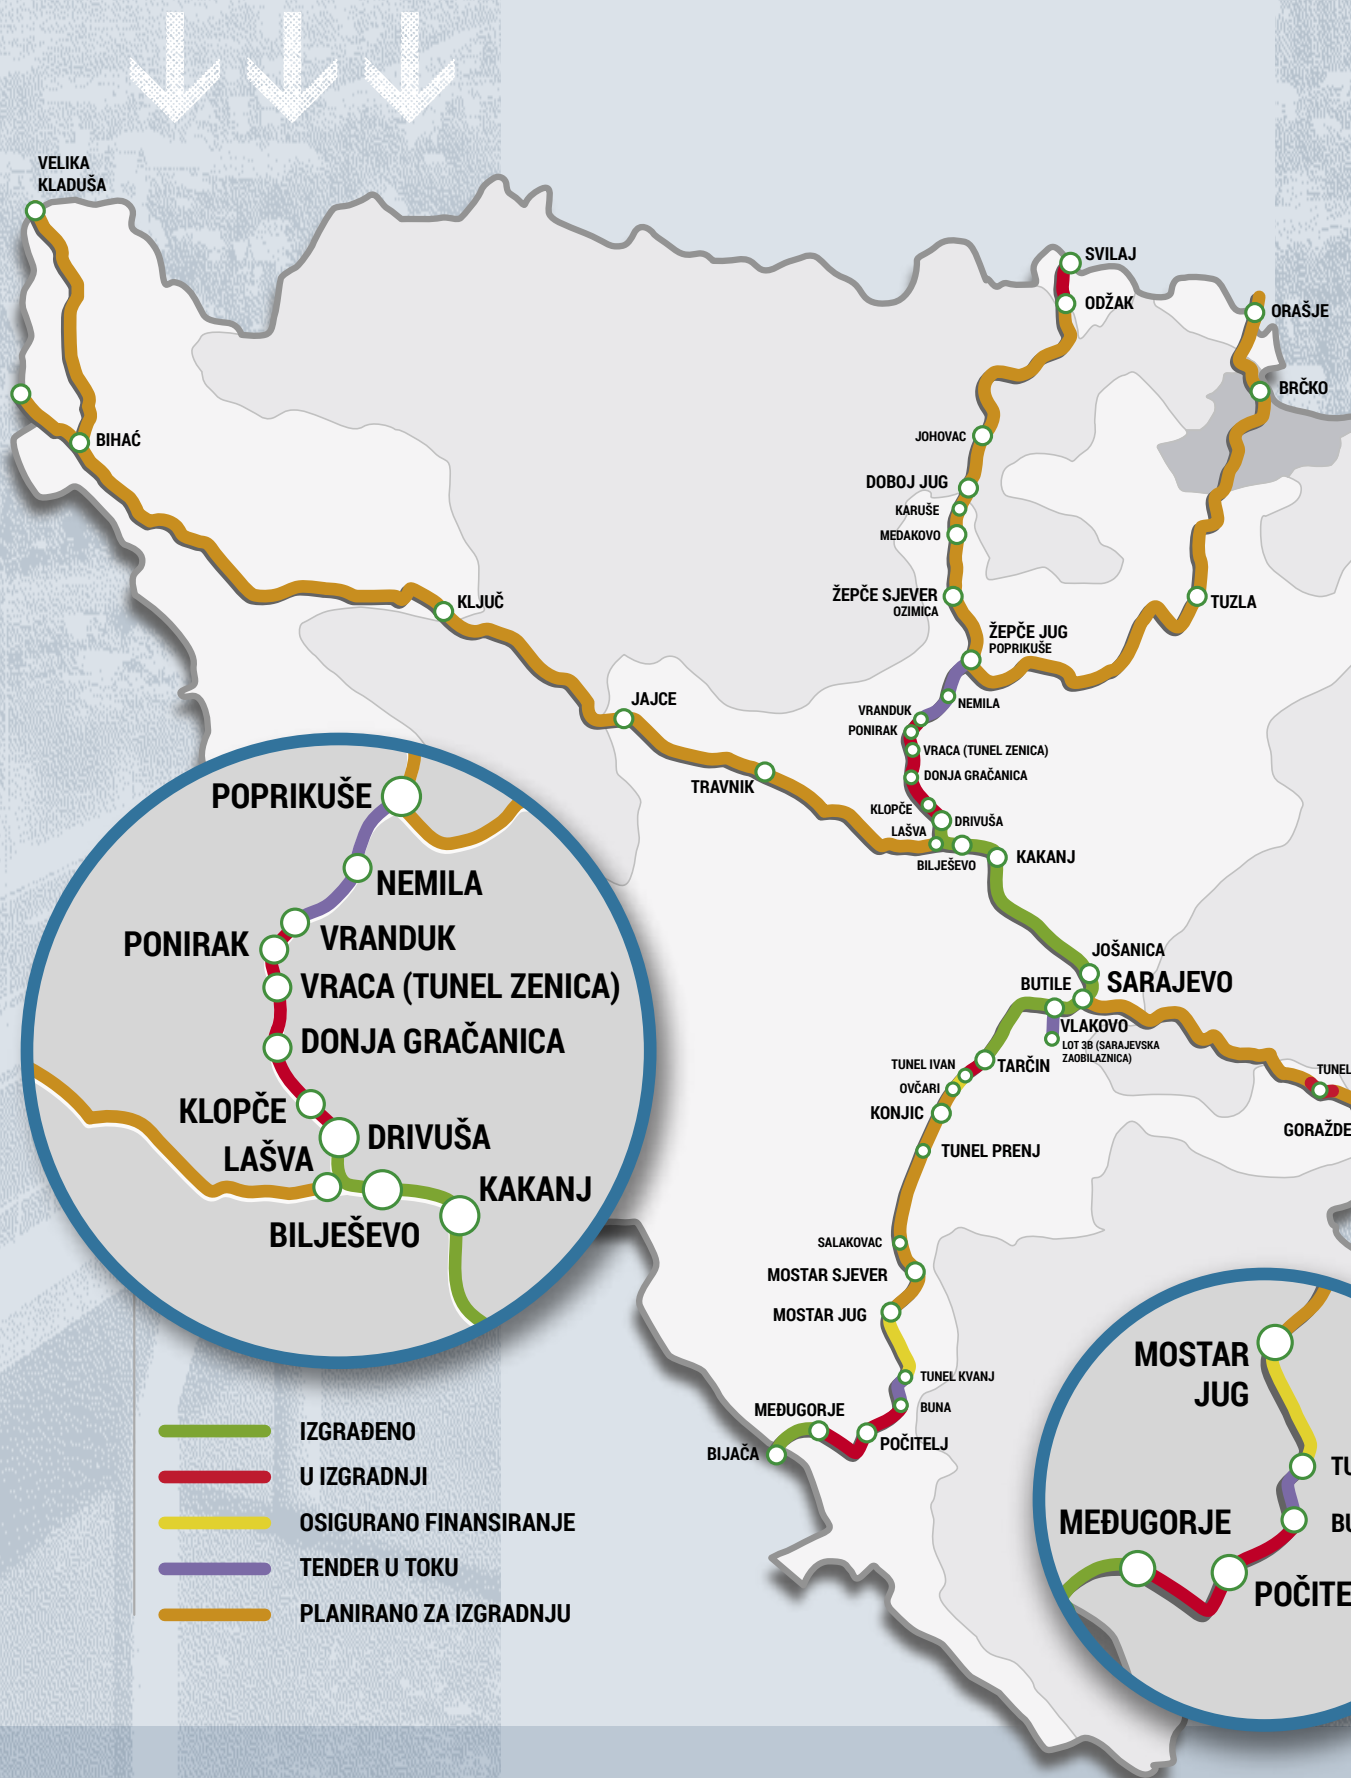 VELIKA
KLADUŠA
SVILAJ
ODŽAK
ORAŠJE
BRČKO
BIHAĆ
JOHOVAC
DOBOJ JUG
KARUŠE
MEDAKOVO
ŽEPČE SJEVER
OZIMICA
KLJUČ
TUZLA
ŽEPČE JUG
POPRIKUŠE
JAJCE
NEMILA
VRANDUK
PONIRAK
VRACA (TUNEL ZENICA)
DONJA GRAČANICA
TRAVNIK
KLOPČE
DRIVUŠA
LAŠVA
BILJEŠEVO
KAKANJ
JOŠANICA
SARAJEVO
BUTILE
VLAKOVO
LOT 3B (SARAJEVSKA
ZAOBILAZNICA)
TUNEL IVAN
TARČIN
OVČARI
KONJIC
TUNEL
GORAŽDE
TUNEL PRENJ
SALAKOVAC
MOSTAR SJEVER
MOSTAR JUG
TUNEL KVANJ
BUNA
MEĐUGORJE
POČITELJ
BIJAČA
POPRIKUŠE
NEMILA
PONIRAK
VRANDUK
VRACA (TUNEL ZENICA)
DONJA GRAČANICA
KLOPČE
DRIVUŠA
LAŠVA
KAKANJ
BILJEŠEVO
MOSTAR
JUG
TU
BU
MEĐUGORJE
POČITE
IZGRAĐENO
U IZGRADNJI
OSIGURANO FINANSIRANJE
TENDER U TOKU
PLANIRANO ZA IZGRADNJU